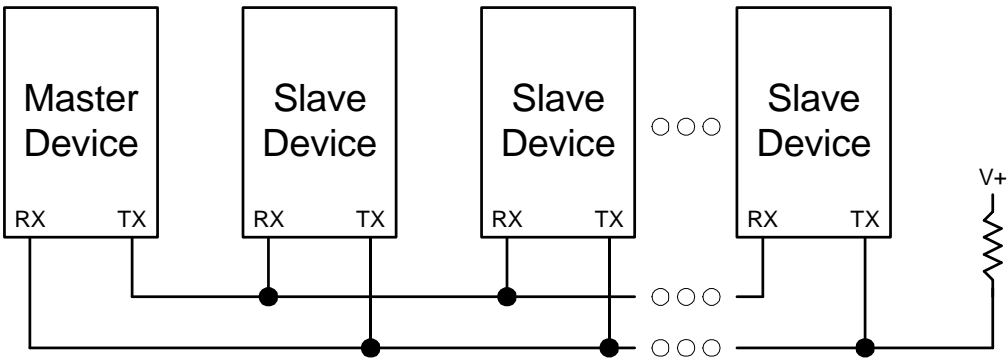 Master
Device
Slave
Device
Slave
Device
Slave
Device
V+
RX TX
RX TX
RX TX
RX TX